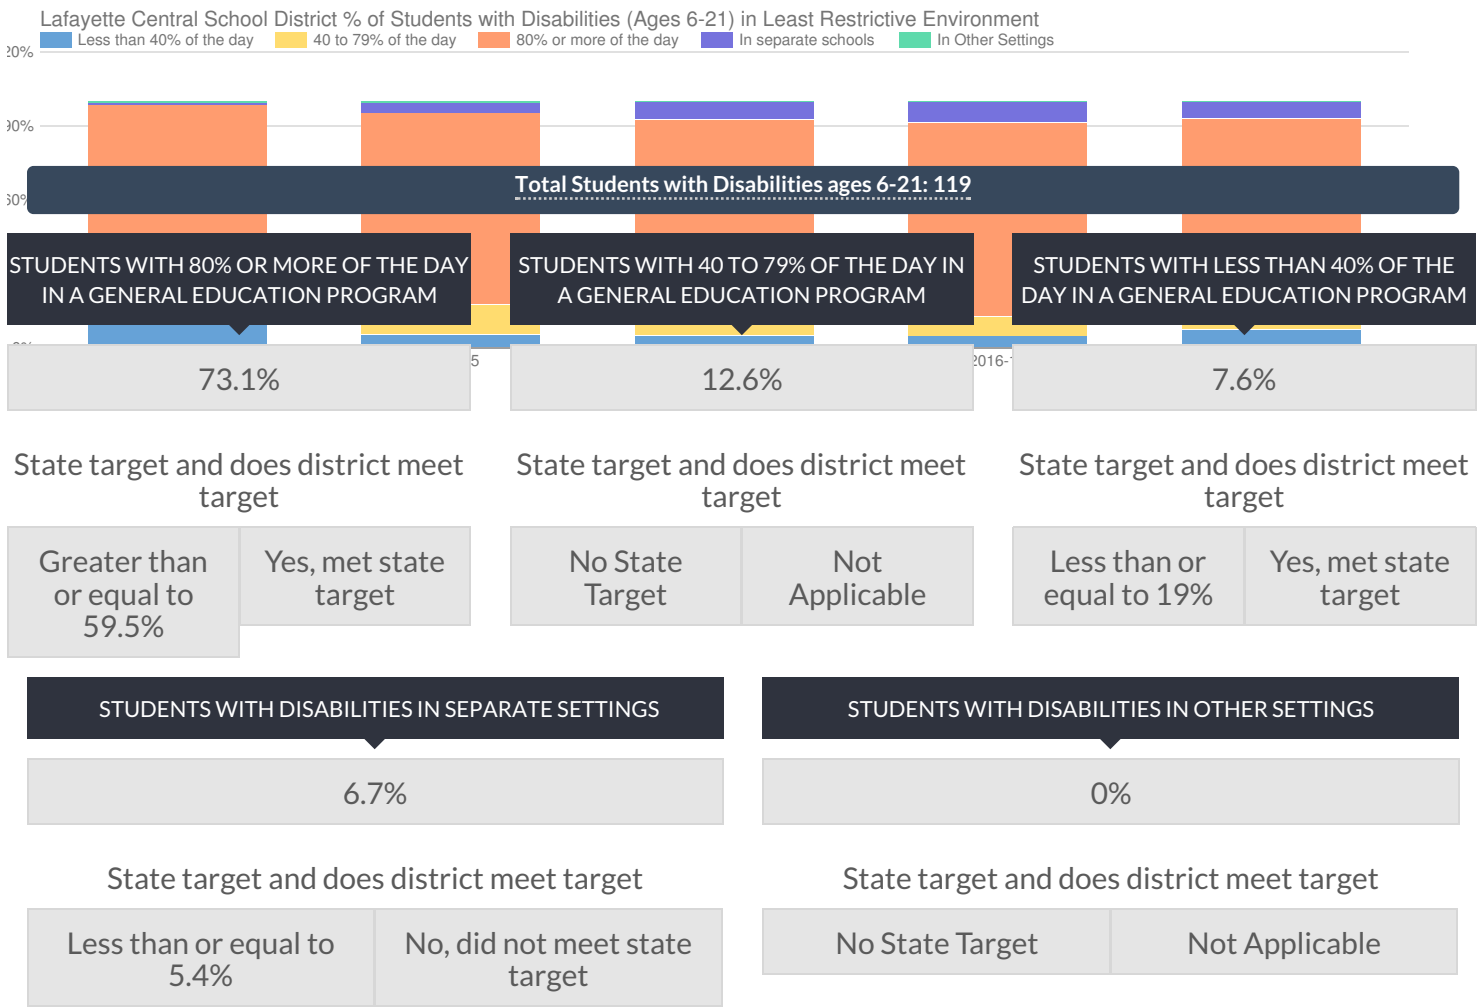 Lafayette Central School District % of Students with Disabilities (Ages 6-21) in Least Restrictive Environment
Less than 40% of the day 40 to 79% of the day 80% or more of the day In separate schools In Other Settings
20%
90%
60%
Total Students with Disabilities ages 6-21: 119
STUDENTS WITH 80% OR MORE OF THE DAY
IN A GENERAL EDUCATION PROGRAM
STUDENTS WITH 40 TO 79% OF THE DAY IN
A GENERAL EDUCATION PROGRAM
STUDENTS WITH LESS THAN 40% OF THE
DAY IN A GENERAL EDUCATION PROGRAM
5
2016-1
73.1%
12.6%
7.6%
State target and does district meet
target
State target and does district meet
target
State target and does district meet
target
Greater than
or equal to
59.5%
Yes, met state
target
No State
Target
Not
Applicable
Less than or
equal to 19%
Yes, met state
target
STUDENTS WITH DISABILITIES IN SEPARATE SETTINGS
STUDENTS WITH DISABILITIES IN OTHER SETTINGS
6.7%
0%
State target and does district meet target
State target and does district meet target
Less than or equal to
5.4%
No, did not meet state
target
No State Target
Not Applicable